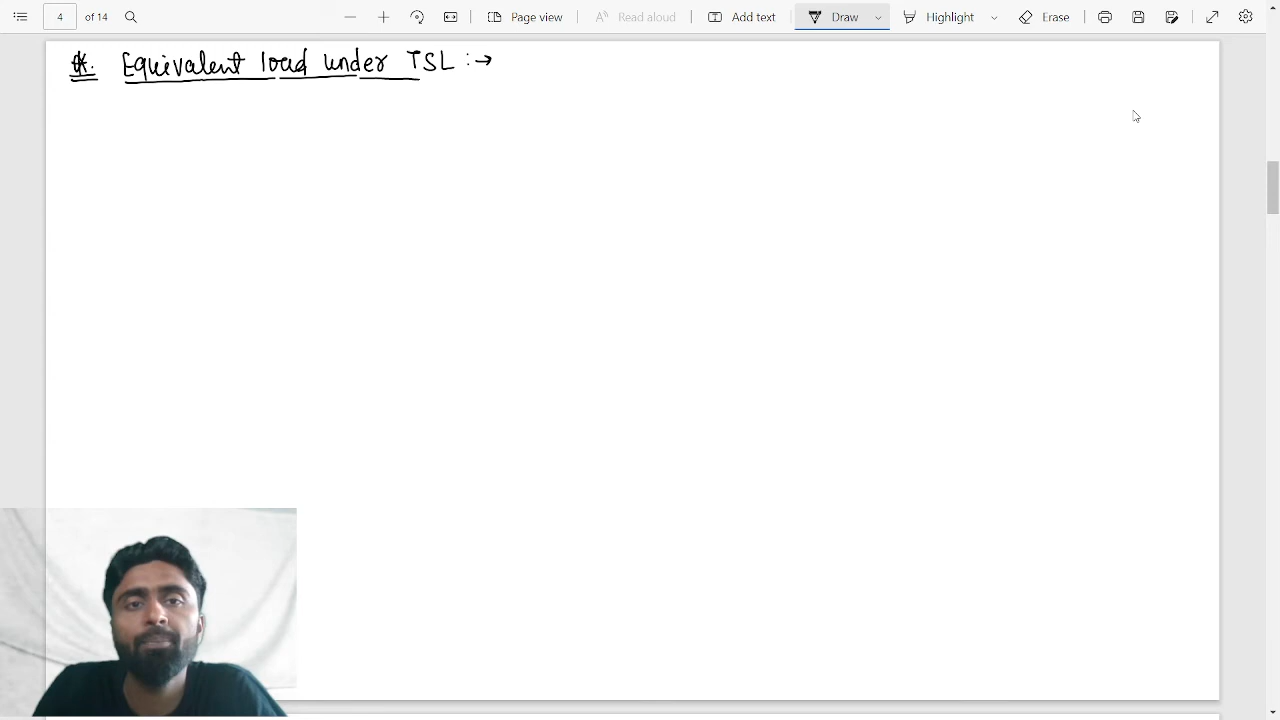 4 of 14 Page view Read aloud Add text Draw Highlight Erase
Equivalent load under TSL :→